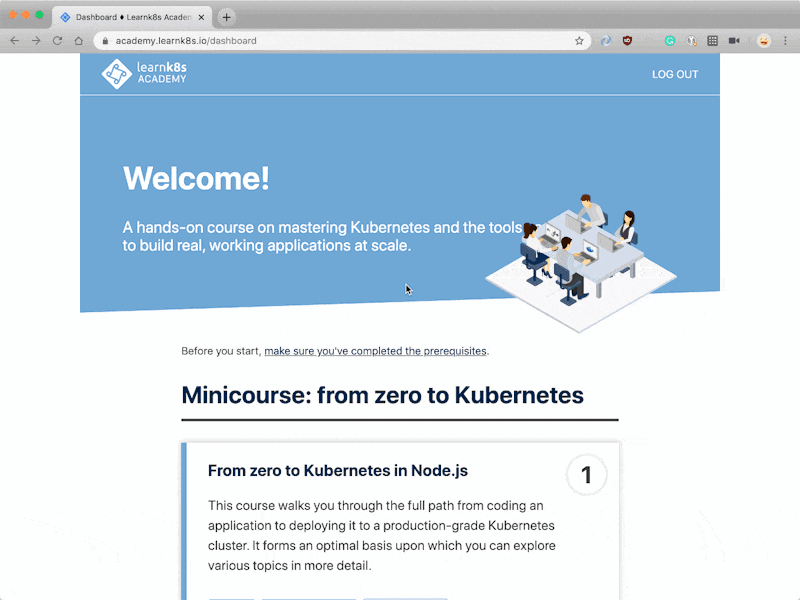 Dashboard ♦ Learnk8s Academ
academy.learnk8s.io/dashboard
learnk8s
ACADEMY
LOG OUT
Welcome!
A hands-on course on mastering Kubernetes and the tools
to build real, working applications at scale.
Before you start, make sure you've completed the prerequisites.
Minicourse: from zero to Kubernetes
From zero to Kubernetes in Node.js
1
This course walks you through the full path from coding an
application to deploying it to a production-grade Kubernetes
cluster. It forms an optimal basis upon which you can explore
various topics in more detail.